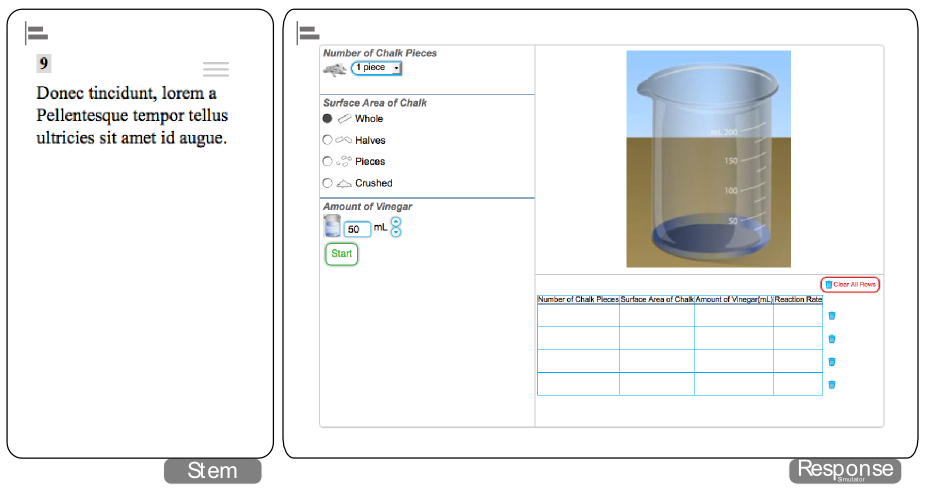 9
Donec tincidunt, lorem a
Pellentesque tempor tellus
ultricies sit amet id augue.
Stem
Number of Chalk Pieces
1 piece
Surface Area of Chalk
Whole
Halves
Pieces
Crushed
Amount of Vinegar
50 mL
Start
mL 200
150
100
50
Clear All Rows
Number of Chalk Pieces Surface Area of Chalk Amount of Vinegar(mL) Reaction Rate
Response
Simulator